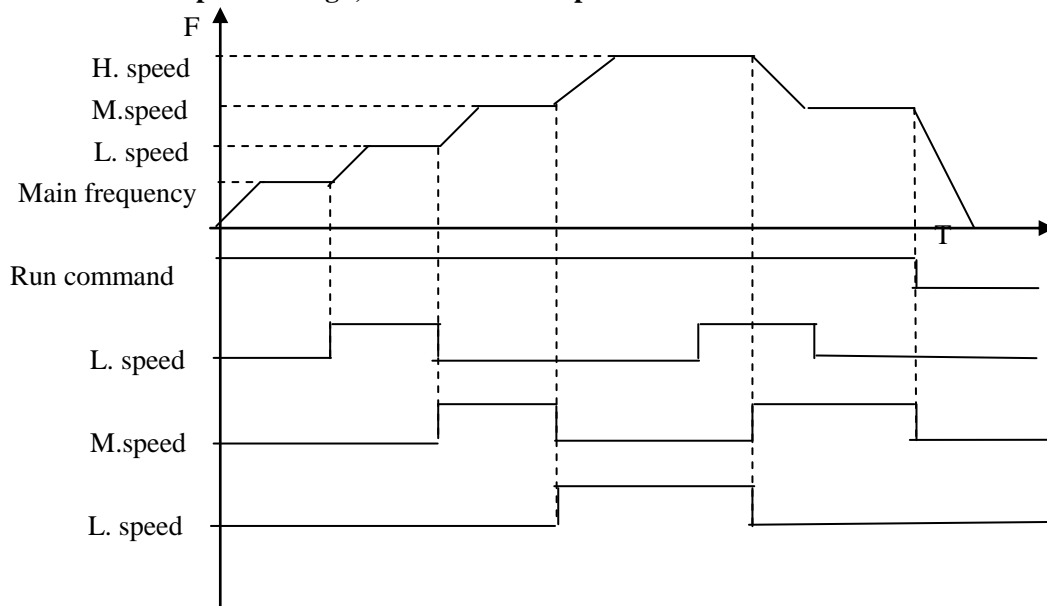 F
H. speed
M.speed
L. speed
Main frequency
T
Run command
L. speed
M.speed
L. speed